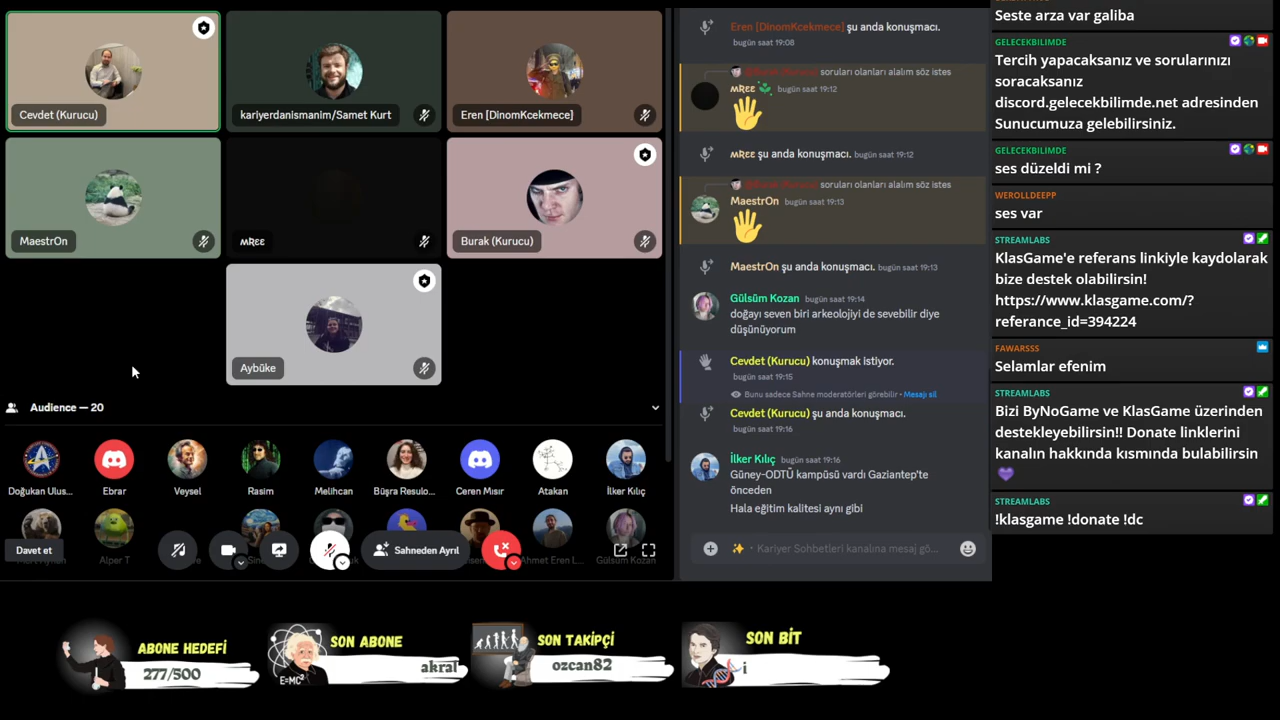 Cevdet (Kurucu)
kariyerdanismanim/Samet Kurt
Eren [DinomKcekmece]
MaestrOn
ᴍRεε
Burak (Kurucu)
Aybüke
Audience — 20
Doğukan Ulus...
Ebrar
Veysel
Rasim
Melihcan
Büşra Resulo...
Ceren Mısır
Atakan
İlker Kılıç
Alper T
Ahmet Eren L...
Gülsüm Kozan
Davet et
Sahneden Ayrıl
Eren [DinomKcekmece] şu anda konuşmacı.
bugün saat 19:08
soruları olanları alalım söz istes
ᴍRεε bugün saat 19:12
ᴍRεε şu anda konuşmacı. bugün saat 19:12
soruları olanları alalım söz istes
MaestrOn bugün saat 19:13
MaestrOn şu anda konuşmacı. bugün saat 19:13
Gülsüm Kozan bugün saat 19:14
doğayı seven biri arkeolojiyi de sevebilir diye
düşünüyorum
Cevdet (Kurucu) konuşmak istiyor.
bugün saat 19:15
Bunu sadece Sahne moderatörleri görebilir • Mesajı sil
Cevdet (Kurucu) şu anda konuşmacı.
bugün saat 19:16
İlker Kılıç bugün saat 19:16
Güney-ODTÜ kampüsü vardı Gaziantep'te
önceden
Hala eğitim kalitesi aynı gibi
Kariyer Sohbetleri kanalına mesaj gö...
Seste arza var galiba
GELECEKBILIMDE
Tercih yapacaksanız ve sorularınızı
soracaksanız
discord.gelecekbilimde.net adresinden
Sunucumuza gelebilirsiniz.
GELECEKBILIMDE
ses düzeldi mi ?
WEROLLDEEPP
ses var
STREAMLABS
KlasGame'e referans linkiyle kaydolarak
bize destek olabilirsin!
https://www.klasgame.com/?
referance_id=394224
FAWARSSS
Selamlar efenim
STREAMLABS
Bizi ByNoGame ve KlasGame üzerinden
destekleyebilirsin!! Donate linklerini
kanalın hakkında kısmında bulabilirsin
STREAMLABS
!klasgame !donate !dc
ABONE HEDEFİ
277/500
SON ABONE
akral
E=MC²
SON TAKİPÇİ
ozcan82
SON BİT
i